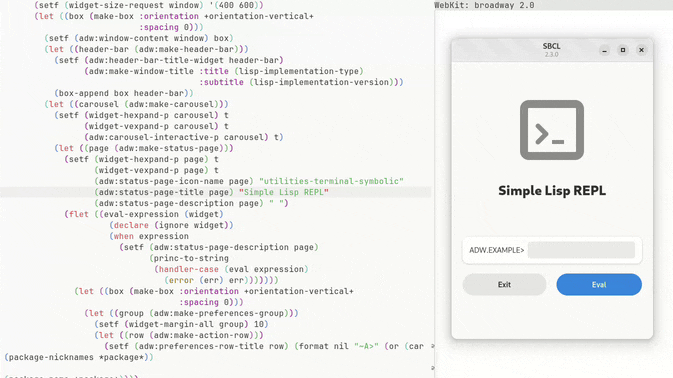 (setf (widget-size-request window) '(400 600))
(let ((box (make-box :orientation +orientation-vertical+
:spacing 0)))
(setf (adw:window-content window) box)
(let ((header-bar (adw:make-header-bar)))
(setf (adw:header-bar-title-widget header-bar)
(adw:make-window-title :title (lisp-implementation-type)
:subtitle (lisp-implementation-version)))
(box-append box header-bar))
(let ((carousel (adw:make-carousel)))
(setf (widget-hexpand-p carousel) t
(widget-vexpand-p carousel) t
(adw:carousel-interactive-p carousel) t)
(let ((page (adw:make-status-page)))
(setf (widget-hexpand-p page) t
(widget-vexpand-p page) t
(adw:status-page-icon-name page) "utilities-terminal-symbolic"
(adw:status-page-title page) "Simple Lisp REPL"
(adw:status-page-description page) " ")
(flet ((eval-expression (widget)
(declare (ignore widget))
(when expression
(setf (adw:status-page-description page)
(princ-to-string
(handler-case (eval expression)
(error (err) err)))))))
(let ((box (make-box :orientation +orientation-vertical+
:spacing 0)))
(let ((group (adw:make-preferences-group)))
(setf (widget-margin-all group) 10)
(let ((row (adw:make-action-row)))
(setf (adw:preferences-row-title row) (format nil "~A>" (or (car
(package-nicknames *package*))
WebKit: broadway 2.0
SBCL
2.3.0
Simple Lisp REPL
ADW.EXAMPLE>
Exit
Eval